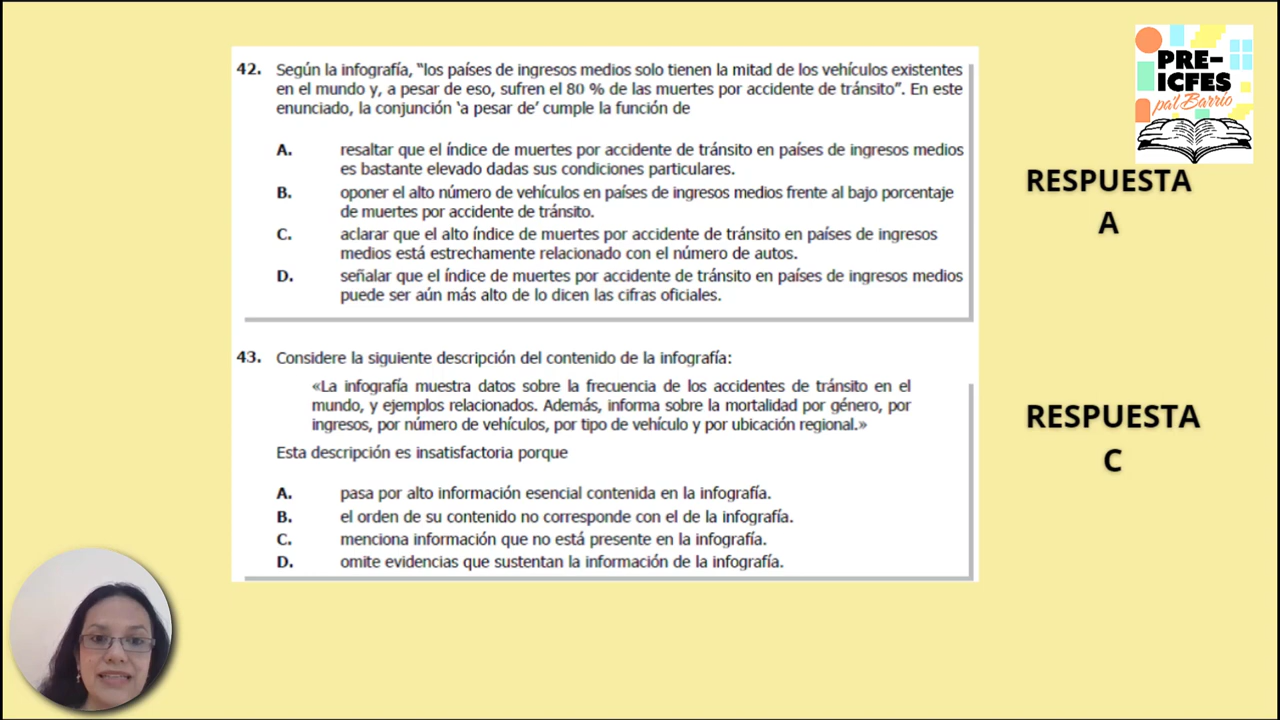 PRE-
ICFES
pa'l Barrio
42. Según la infografía, “los países de ingresos medios solo tienen la mitad de los vehículos existentes
en el mundo y, a pesar de eso, sufren el 80 % de las muertes por accidente de tránsito”. En este
enunciado, la conjunción ‘a pesar de’ cumple la función de
A. resaltar que el índice de muertes por accidente de tránsito en países de ingresos medios
es bastante elevado dadas sus condiciones particulares.
B. oponer el alto número de vehículos en países de ingresos medios frente al bajo porcentaje
de muertes por accidente de tránsito.
C. aclarar que el alto índice de muertes por accidente de tránsito en países de ingresos
medios está estrechamente relacionado con el número de autos.
D. señalar que el índice de muertes por accidente de tránsito en países de ingresos medios
puede ser aún más alto de lo dicen las cifras oficiales.
RESPUESTA
A
43. Considere la siguiente descripción del contenido de la infografía:
«La infografía muestra datos sobre la frecuencia de los accidentes de tránsito en el
mundo, y ejemplos relacionados. Además, informa sobre la mortalidad por género, por
ingresos, por número de vehículos, por tipo de vehículo y por ubicación regional.»
Esta descripción es insatisfactoria porque
A. pasa por alto información esencial contenida en la infografía.
B. el orden de su contenido no corresponde con el de la infografía.
C. menciona información que no está presente en la infografía.
D. omite evidencias que sustentan la información de la infografía.
RESPUESTA
C